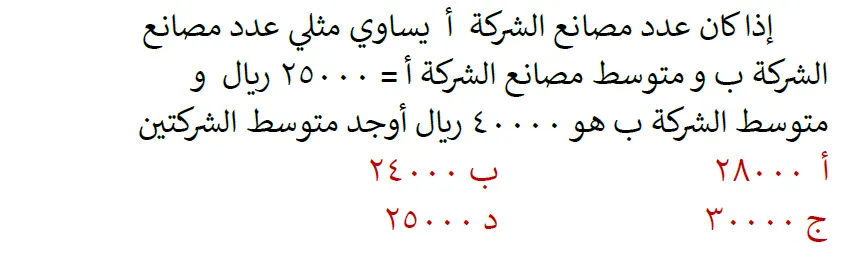 إذا كان عدد مصانع الشركة أ يساوي مثلي عدد مصانع
الشركة ب و متوسط مصانع الشركة أ = ٢٥٠٠٠ ريال و
متوسط الشركة ب هو ٤٠٠٠٠ ريال أوجد متوسط الشركتين
أ ٢٨٠٠٠ ب ٢٤٠٠٠
ج ٣٠٠٠٠ د ٢٥٠٠٠